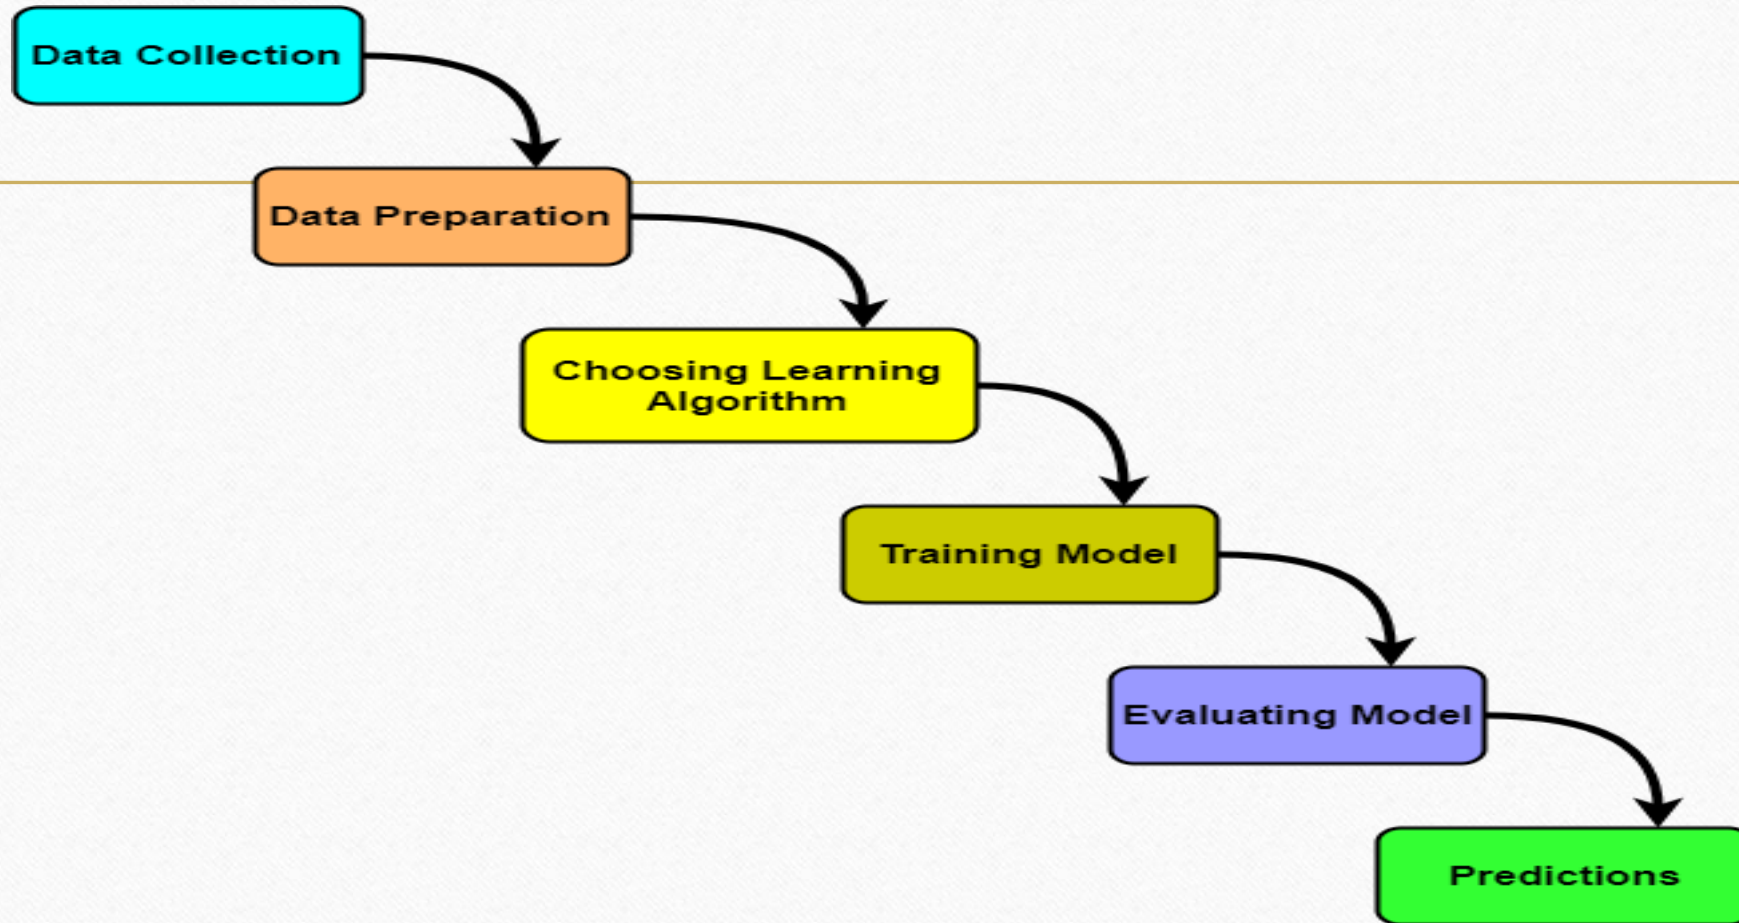 Data Collection
Data Preparation
Choosing Learning
Algorithm
Training Model
Evaluating Model
Predictions